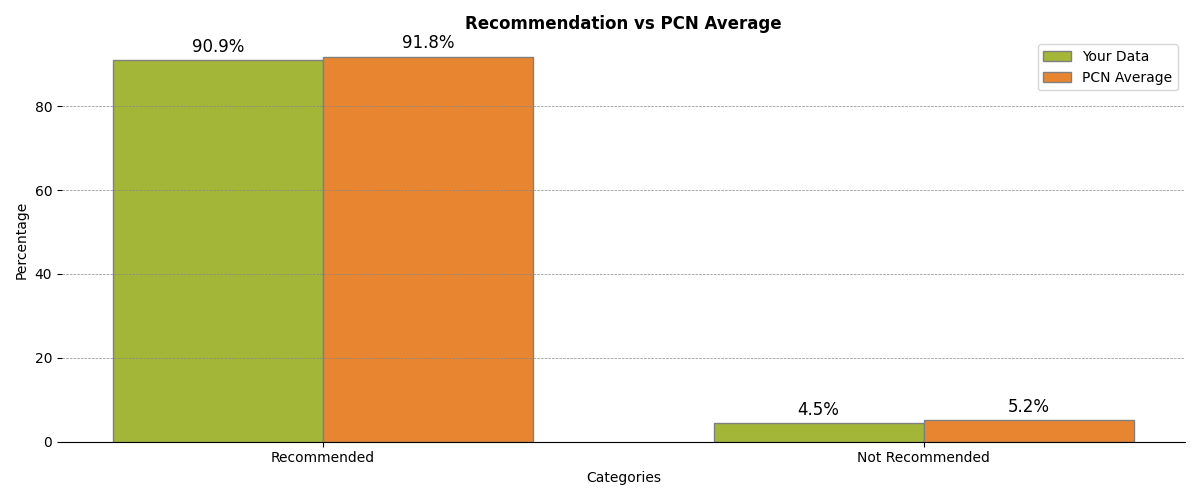 Recommendation vs PCN Average
90.9%
91.8%
Your Data
PCN Average
80
60
40
20
0
Percentage
4.5%
5.2%
Recommended
Not Recommended
Categories